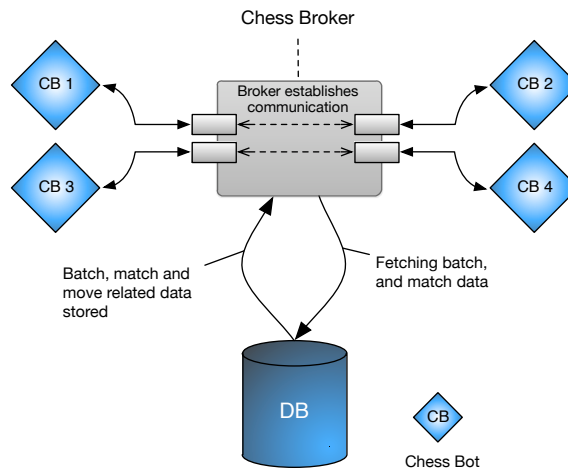 Chess Broker
Broker establishes
communication
CB 1
CB 2
CB 3
CB 4
Batch, match and
move related data
stored
Fetching batch,
and match data
DB
CB
Chess Bot